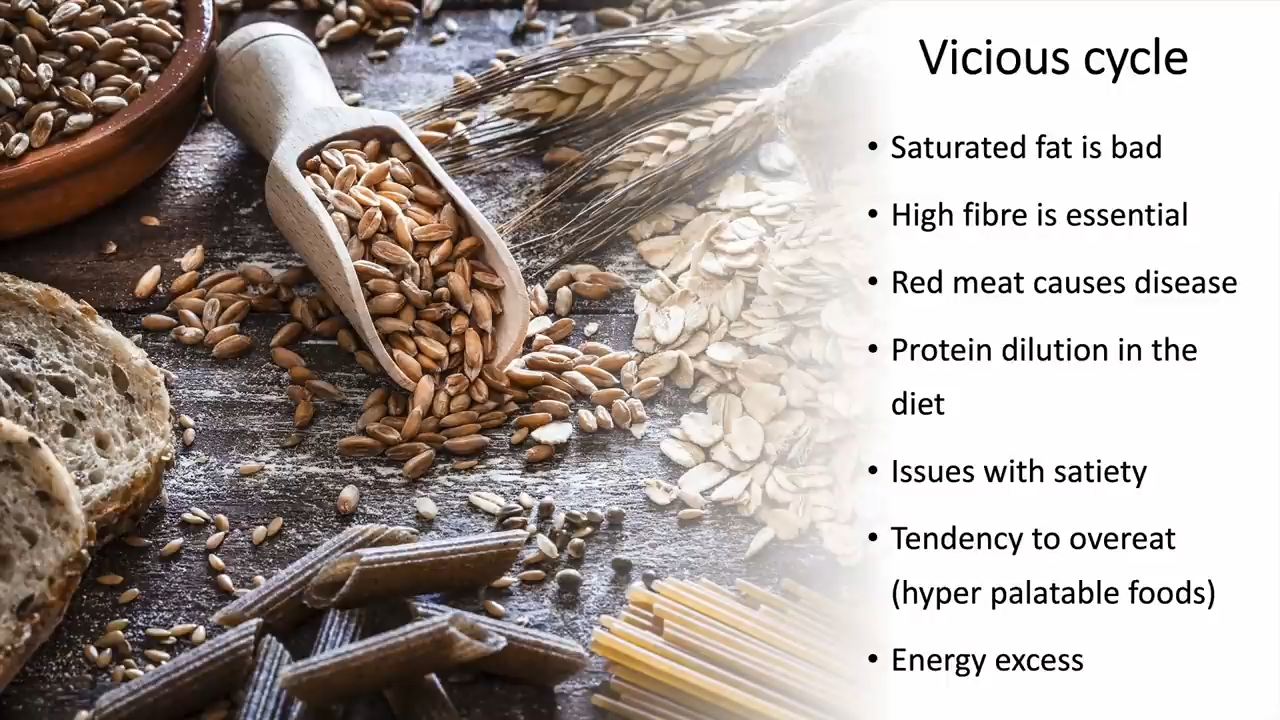 Vicious cycle
• Saturated fat is bad
• High fibre is essential
• Red meat causes disease
• Protein dilution in the
diet
• Issues with satiety
• Tendency to overeat
(hyper palatable foods)
• Energy excess